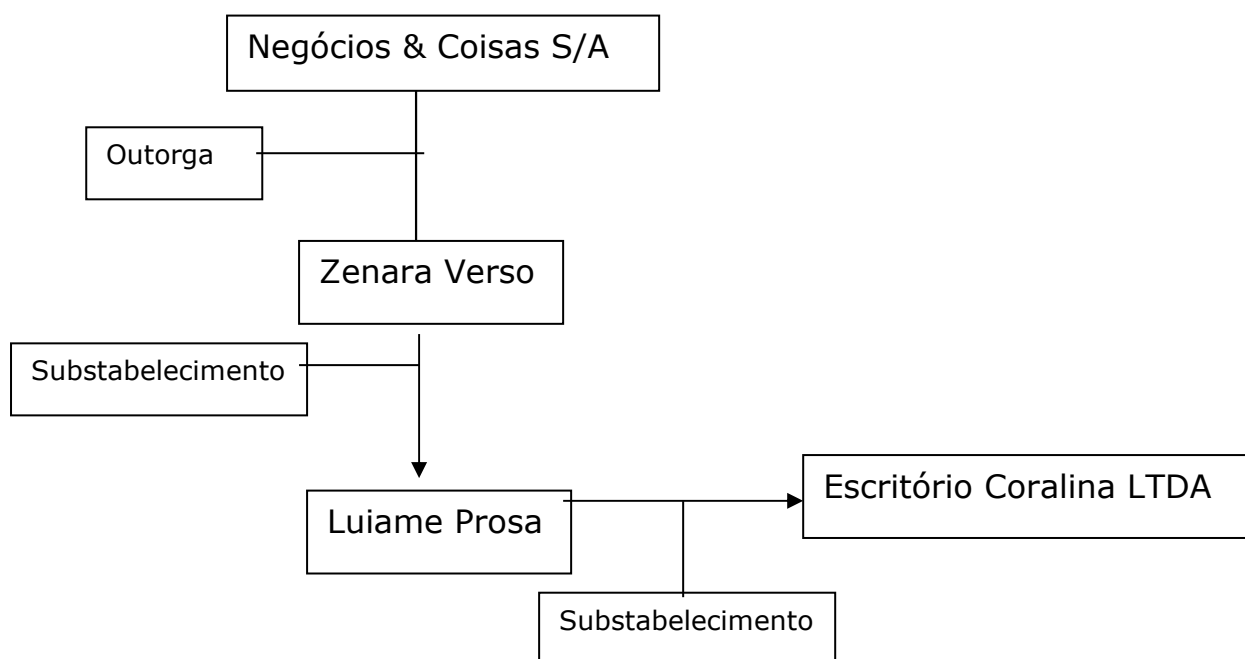 Negócios & Coisas S/A
Outorga
Zenara Verso
Substabelecimento
Escritório Coralina LTDA
Luiame Prosa
Substabelecimento